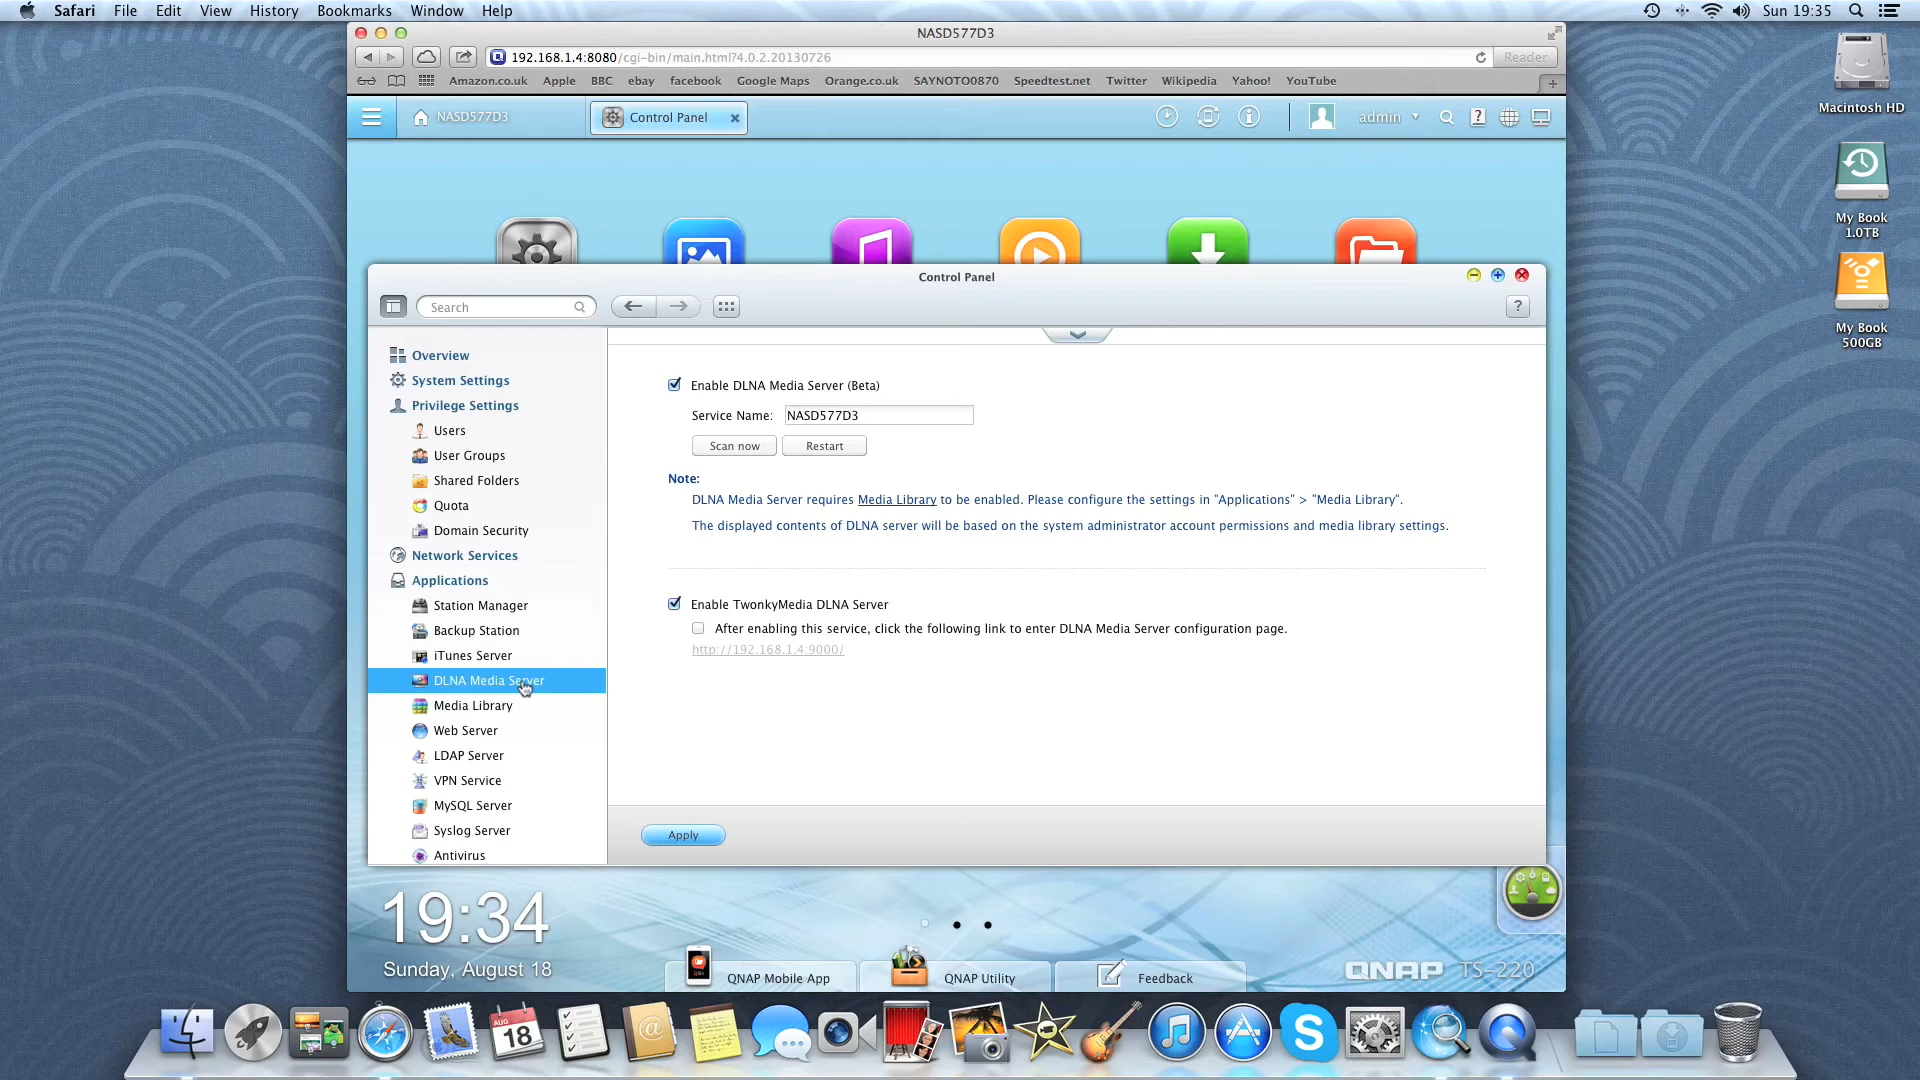 Safari File Edit View History Bookmarks Window Help
Sun 19:35
NASD577D3
192.168.1.4:8080/cgi-bin/main.html?4.0.2.20130726
Reader
Amazon.co.uk Apple BBC ebay facebook Google Maps Orange.co.uk SAYNOTO0870 Speedtest.net Twitter Wikipedia Yahoo! YouTube
NASD577D3
Control Panel
admin
Macintosh HD
My Book
1.0TB
My Book
500GB
Control Panel
Search
?
Overview
System Settings
Privilege Settings
Users
User Groups
Shared Folders
Quota
Domain Security
Network Services
Applications
Station Manager
Backup Station
iTunes Server
DLNA Media Server
Media Library
Web Server
LDAP Server
VPN Service
MySQL Server
Syslog Server
Antivirus
Enable DLNA Media Server (Beta)
Service Name: NASD577D3
Scan now Restart
Note:
DLNA Media Server requires Media Library to be enabled. Please configure the settings in "Applications" > "Media Library".
The displayed contents of DLNA server will be based on the system administrator account permissions and media library settings.
Enable TwonkyMedia DLNA Server
After enabling this service, click the following link to enter DLNA Media Server configuration page.
http://192.168.1.4:9000/
Apply
19:34
Sunday, August 18
QNAP Mobile App
QNAP Utility
Feedback
QNAP TS-220
AUG
18